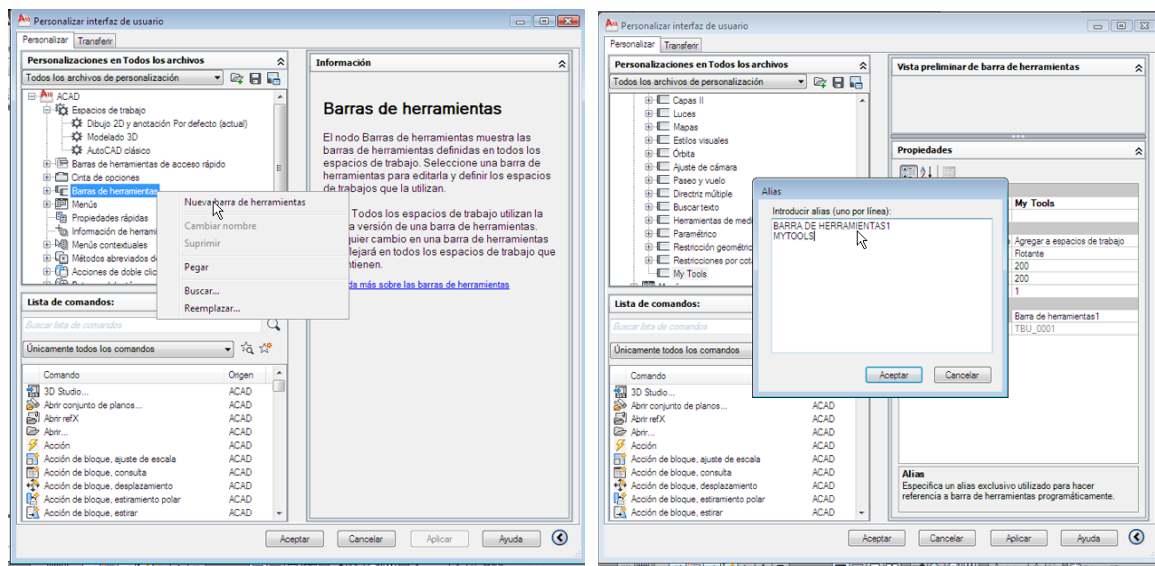 Personalizar interfaz de usuario
Personalizar
Transferir
Personalizaciones en Todos los archivos
Todos los archivos de personalización
ACAD
Espacios de trabajo
Dibujo 2D y anotación Por defecto (actual)
Modelado 3D
AutoCAD clásico
Barras de herramientas de acceso rápido
Cinta de opciones
Barras de herramientas
Menús
Propiedades rápidas
Información de herrami
Menús contextuales
Métodos abreviados d
Acciones de doble clic
Nueva barra de herramientas
Cambiar nombre
Suprimir
Pegar
Buscar...
Reemplazar...
Lista de comandos:
Buscar lista de comandos
Únicamente todos los comandos
Comando Origen
3D Studio... ACAD
Abrir conjunto de planos... ACAD
Abrir refX ACAD
Abrir... ACAD
Acción ACAD
Acción de bloque, ajuste de escala ACAD
Acción de bloque, consulta ACAD
Acción de bloque, desplazamiento ACAD
Acción de bloque, estiramiento polar ACAD
Acción de bloque, estirar ACAD
Información
Barras de herramientas
El nodo Barras de herramientas muestra las
barras de herramientas definidas en todos los
espacios de trabajo. Seleccione una barra de
herramientas para editarla y definir los espacios
de trabajos que la utilizan.
Todos los espacios de trabajo utilizan la
a versión de una barra de herramientas.
quier cambio en una barra de herramientas
lejará en todos los espacios de trabajo que
ntienen.
da más sobre las barras de herramientas
Aceptar
Cancelar
Aplicar
Ayuda
Personalizar interfaz de usuario
Personalizar
Transferir
Personalizaciones en Todos los archivos
Todos los archivos de personalización
Capas II
Luces
Mapas
Estilos visuales
Órbita
Ajuste de cámara
Paseo y vuelo
Directriz múltiple
Buscar texto
Herramientas de medi
Paramétrico
Restricción geométric
Restricciones por cota
My Tools
Lista de comandos:
Buscar lista de comandos
Únicamente todos los comandos
Comando
3D Studio...
Abrir conjunto de planos... ACAD
Abrir refX ACAD
Abrir... ACAD
Acción ACAD
Acción de bloque, ajuste de escala ACAD
Acción de bloque, consulta ACAD
Acción de bloque, desplazamiento ACAD
Acción de bloque, estiramiento polar ACAD
Acción de bloque, estirar ACAD
Alias
Introducir alias (uno por línea):
BARRA DE HERRAMIENTAS1
MYTOOLS
Aceptar
Cancelar
Vista preliminar de barra de herramientas
Propiedades
My Tools
Agregar a espacios de trabajo
Flotante
200
200
1
Barra de herramientas1
TBU_0001
Alias
Especifica un alias exclusivo utilizado para hacer
referencia a barra de herramientas programáticamente.
Aceptar
Cancelar
Aplicar
Ayuda